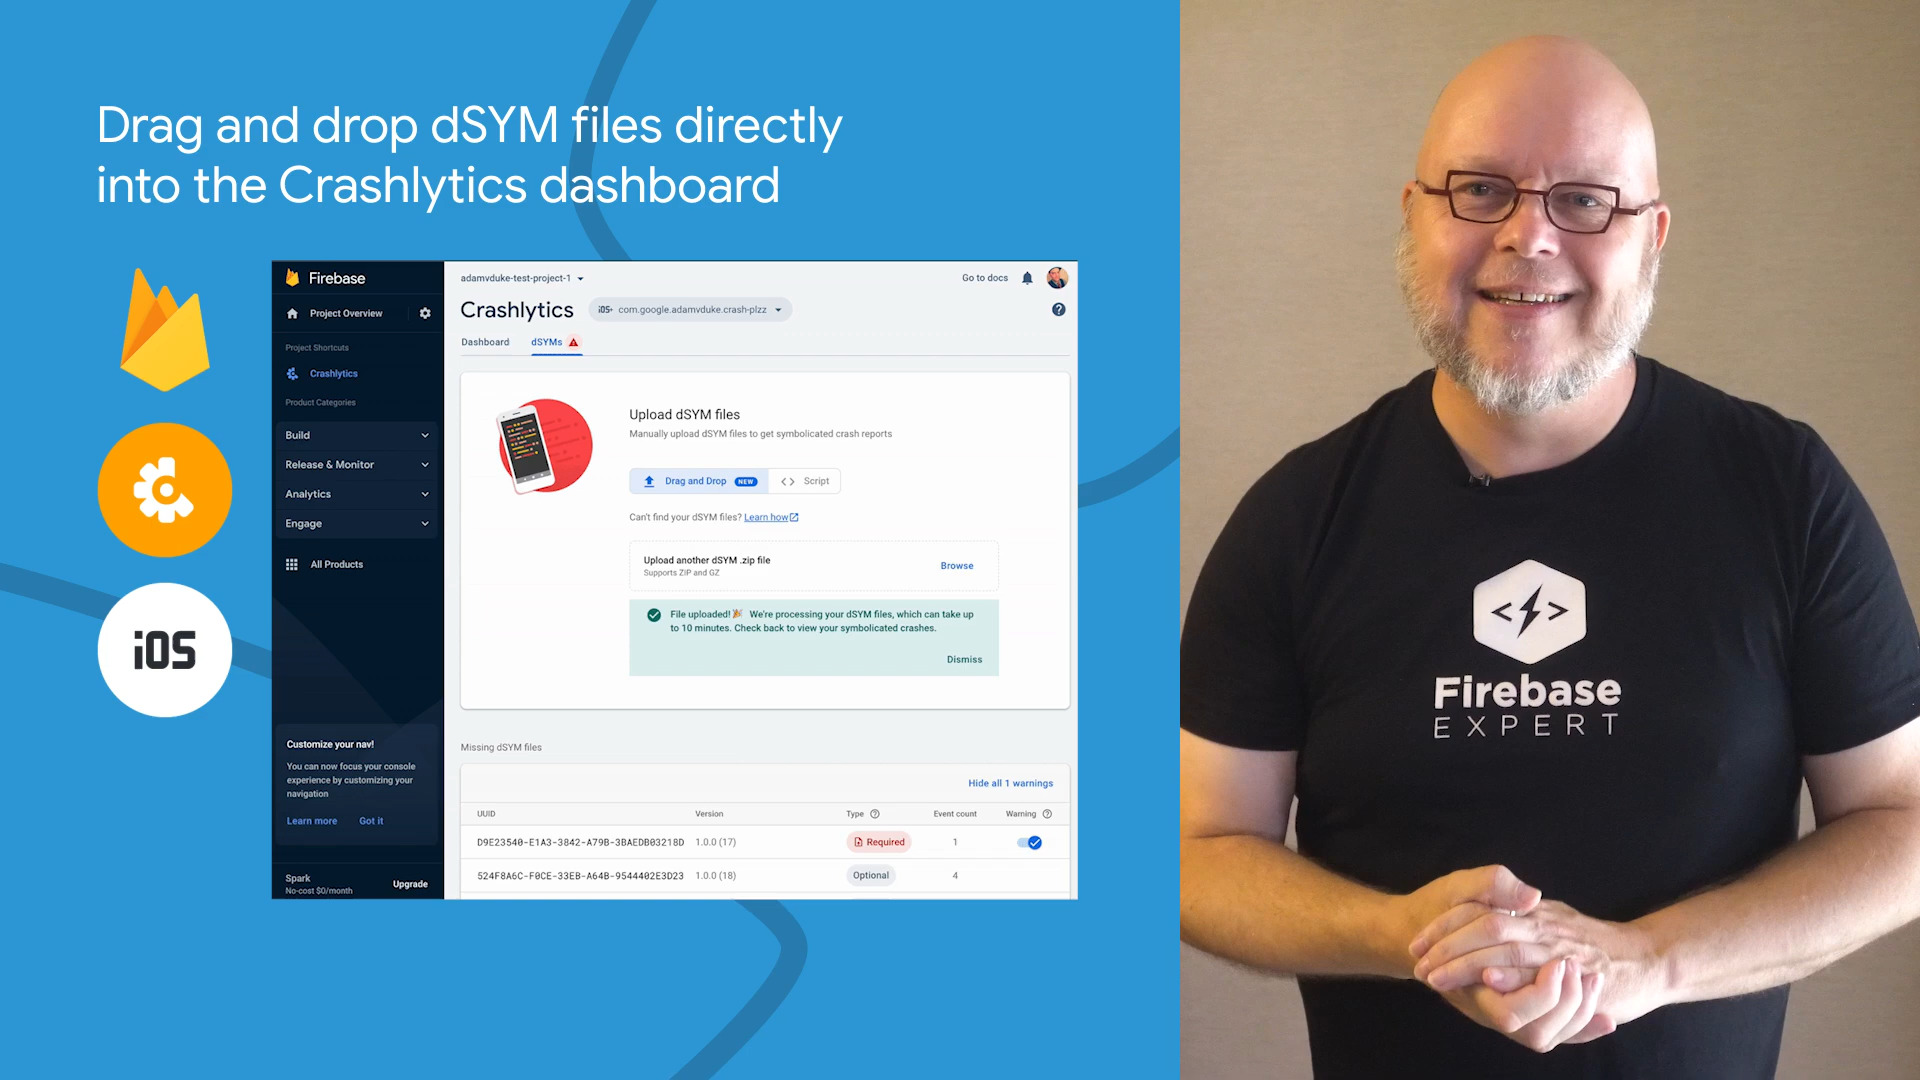 Drag and drop dSYM files directly
into the Crashlytics dashboard
Firebase
Project Overview
Project Shortcuts
Crashlytics
Product Categories
Build
Release & Monitor
Analytics
Engage
All Products
Customize your nav!
You can now focus your console
experience by customizing your
navigation
Learn more Got it
Spark
No-cost $0/month
Upgrade
adamvduke-test-project-1
Go to docs
Crashlytics
iOS+ com.google.adamvduke.crash-plzz
Dashboard dSYMs
Upload dSYM files
Manually upload dSYM files to get symbolicated crash reports
Drag and Drop NEW <> Script
Can't find your dSYM files? Learn how
Upload another dSYM .zip file
Supports ZIP and GZ
Browse
File uploaded! 🎉 We're processing your dSYM files, which can take up
to 10 minutes. Check back to view your symbolicated crashes.
Dismiss
Missing dSYM files
Hide all 1 warnings
UUID Version Type Event count Warning
D9E23540-E1A3-3842-A79B-3BAEDB03218D 1.0.0 (17) Required 1
524F8A6C-F0CE-33EB-A64B-9544402E3D23 1.0.0 (18) Optional 4
iOS
Firebase
EXPERT